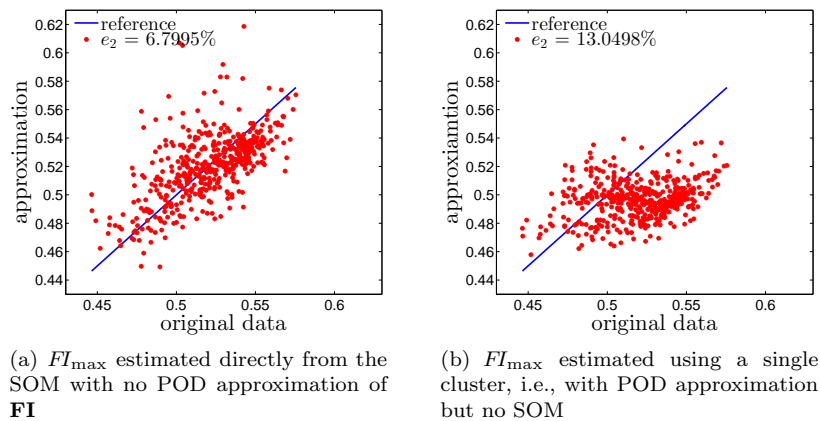 0.62
0.6
0.58
0.56
0.54
0.52
0.5
0.48
0.46
0.44
approximation
reference
e₂ = 6.7995%
0.45
0.5
0.55
0.6
original data
(a) FI_max estimated directly from the
SOM with no POD approximation of
FI
0.62
0.6
0.58
0.56
0.54
0.52
0.5
0.48
0.46
0.44
approxiamtion
reference
e₂ = 13.0498%
0.45
0.5
0.55
0.6
original data
(b) FI_max estimated using a single
cluster, i.e., with POD approximation
but no SOM